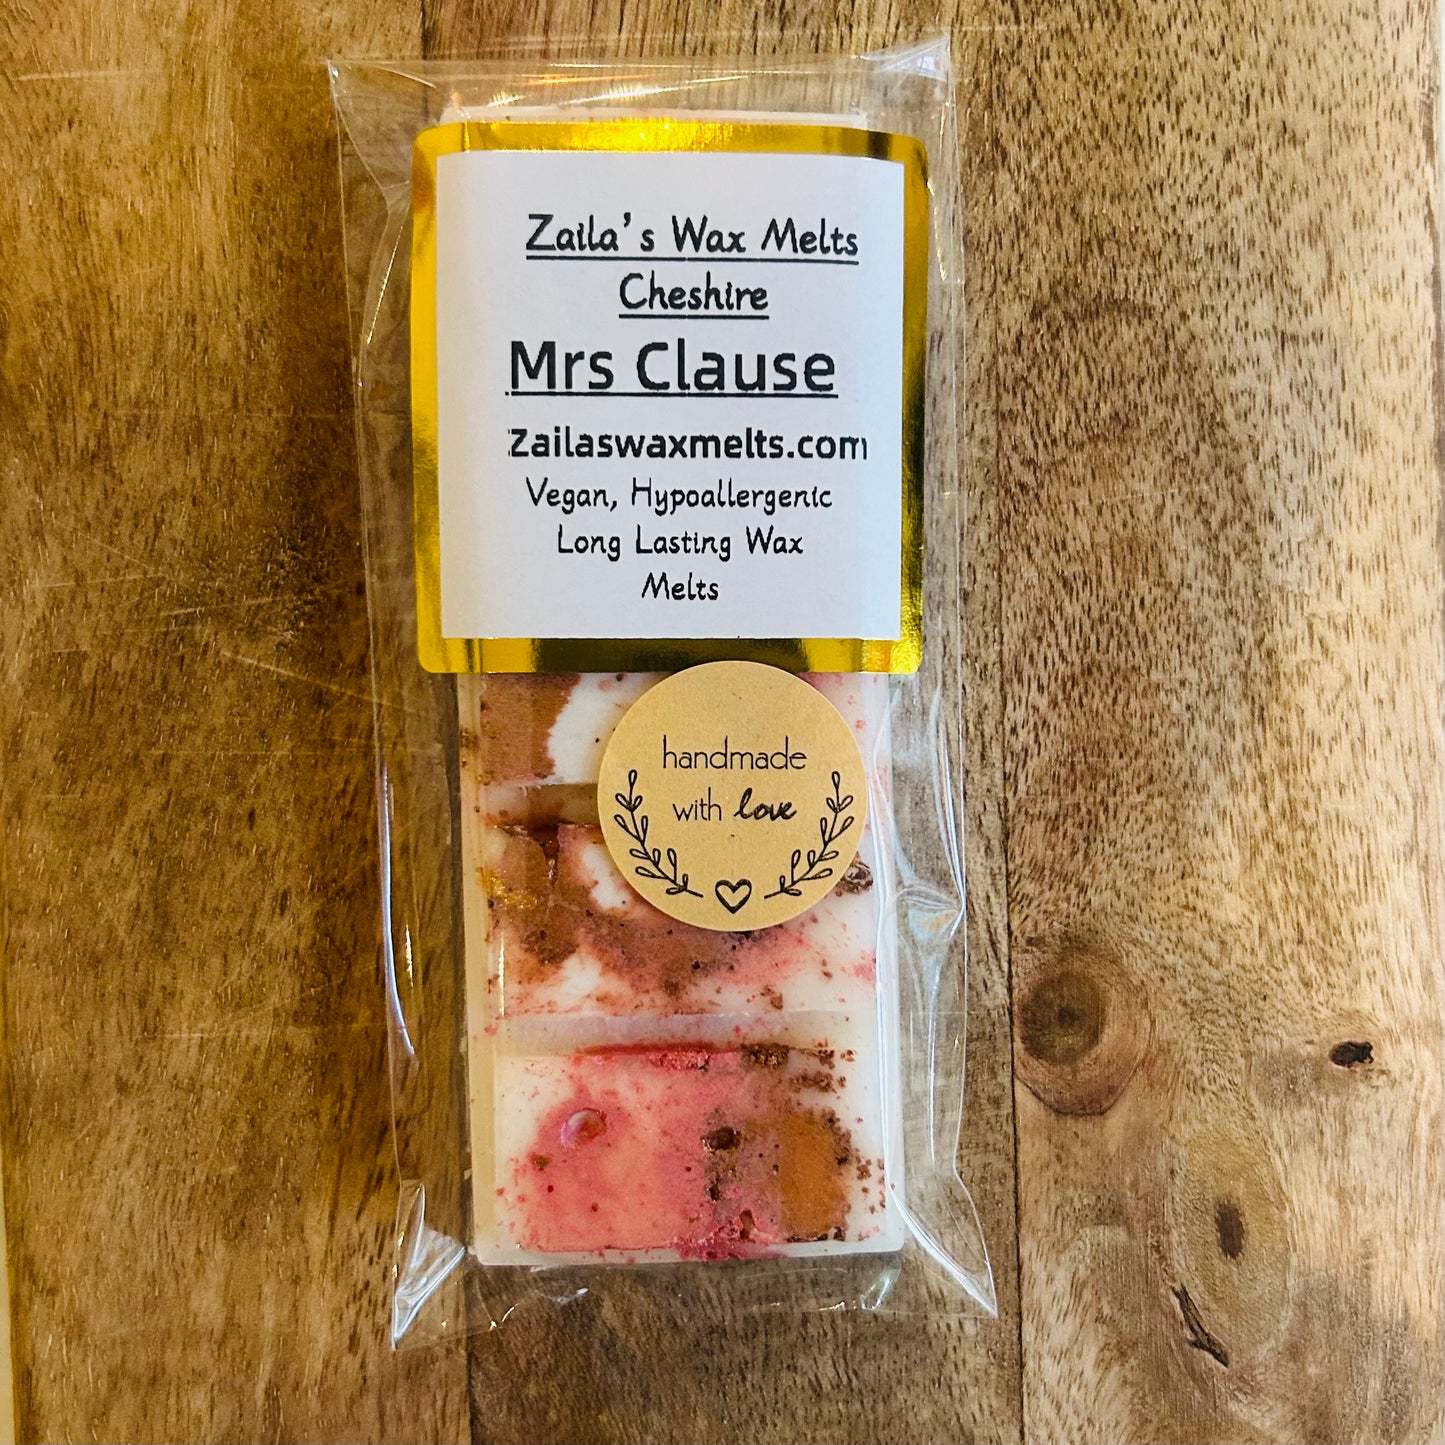 Zaila's Wax Melts
Cheshire
Mrs Clause
zailaswaxmelts.com
Vegan, Hypoallergenic
Long Lasting Wax
Melts
handmade
with love